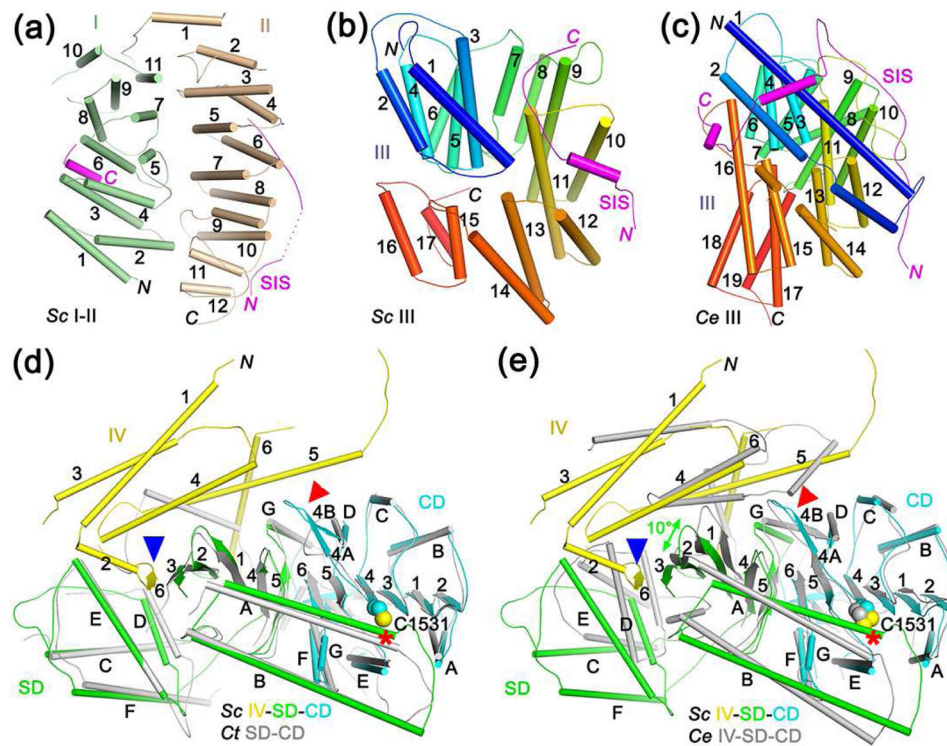 (a)
I
1
II
10
11
2
9
3
8
7
4
5
6
6
5
C
7
3
4
8
9
1
2
10
N
11
SIS
12
N
C
Sc I-II
(b)
N
3
C
1
4
7
8
9
2
6
5
10
III
11
SIS
C
12
N
15
13
16
17
14
Sc III
(c)
N
1
2
4
9
SIS
C
6
5
3
8
10
7
11
16
12
III
13
18
15
14
N
19
17
C
Ce III
(d)
N
1
IV
6
5
3
4
G
4B
D
C
CD
2
3
2
1
4A
B
6
4
5
6
5
4
3
1
2
E
D
A
C1531
*
C
F
G
A
B
E
SD
F
Sc IV-SD-CD
Ct SD-CD
(e)
N
1
IV
6
5
3
4
G
4B
D
C
CD
10°
2
3
2
1
4A
B
6
4
5
6
5
4
3
1
2
E
D
A
C1531
*
C
F
G
A
B
E
SD
F
Sc IV-SD-CD
Ce IV-SD-CD